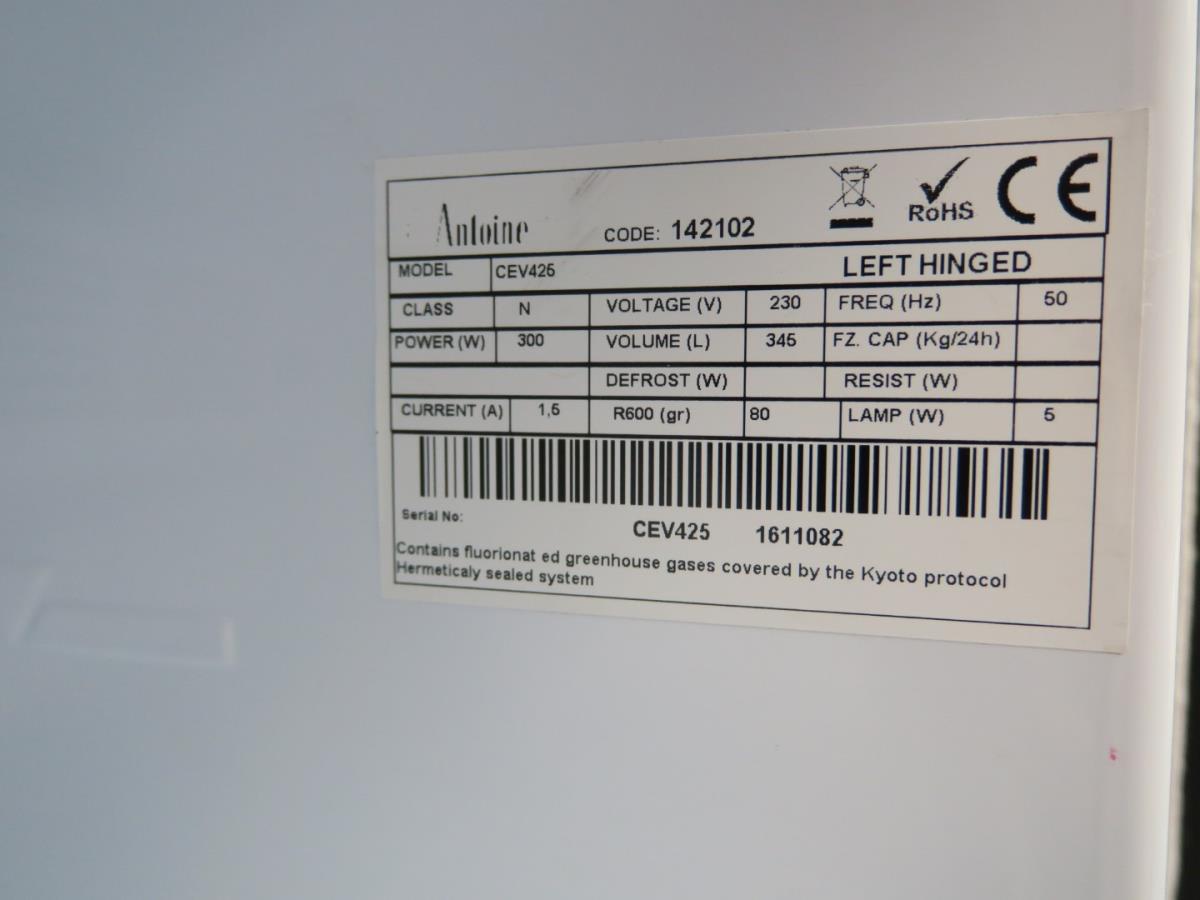 Antoine CODE: 142102 RoHS CE
MODEL CEV425 LEFT HINGED
CLASS N VOLTAGE (V) 230 FREQ (Hz) 50
POWER (W) 300 VOLUME (L) 345 FZ. CAP (Kg/24h)
DEFROST (W) RESIST (W)
CURRENT (A) 1,5 R600 (gr) 80 LAMP (W) 5
Serial No:
CEV425 1611082
Contains fluorionat ed greenhouse gases covered by the Kyoto protocol
Hermeticaly sealed system